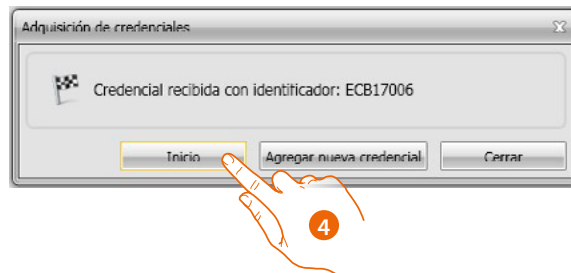 Adquisición de credenciales
Credencial recibida con identificador: ECB17006
Inicio
Agregar nueva credencial
Cerrar
4